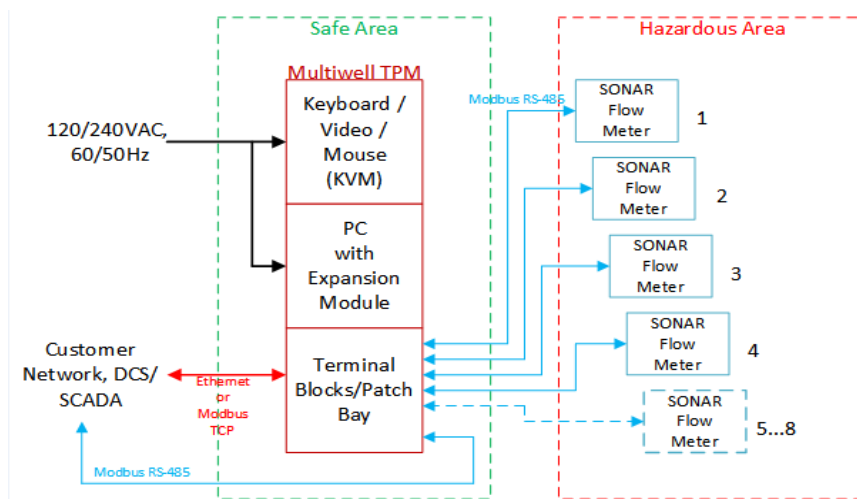 Safe Area
Hazardous Area
Multiwell TPM
Keyboard /
Video /
Mouse
(KVM)
120/240VAC,
60/50Hz
PC
with
Expansion
Module
Terminal
Blocks/Patch
Bay
Customer
Network, DCS/
SCADA
Ethernet
or
Modbus
TCP
Modbus RS-485
Modbus RS-485
SONAR
Flow
Meter
1
SONAR
Flow
Meter
2
SONAR
Flow
Meter
3
SONAR
Flow
Meter
4
SONAR
Flow
Meter
5...8